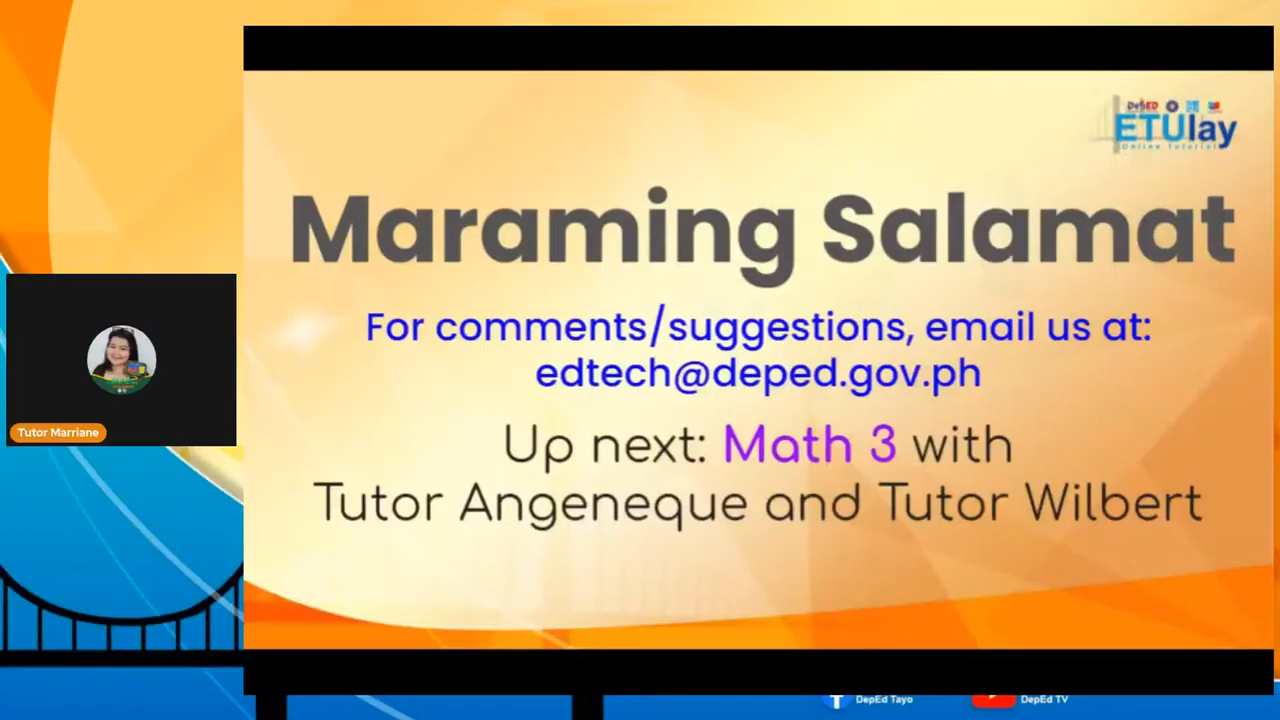 DepED
ETUlay
Online Tutorial
Maraming Salamat
For comments/suggestions, email us at:
edtech@deped.gov.ph
Up next: Math 3 with
Tutor Angeneque and Tutor Wilbert
Tutor Marriane
DepEd Tayo
DepEd TV